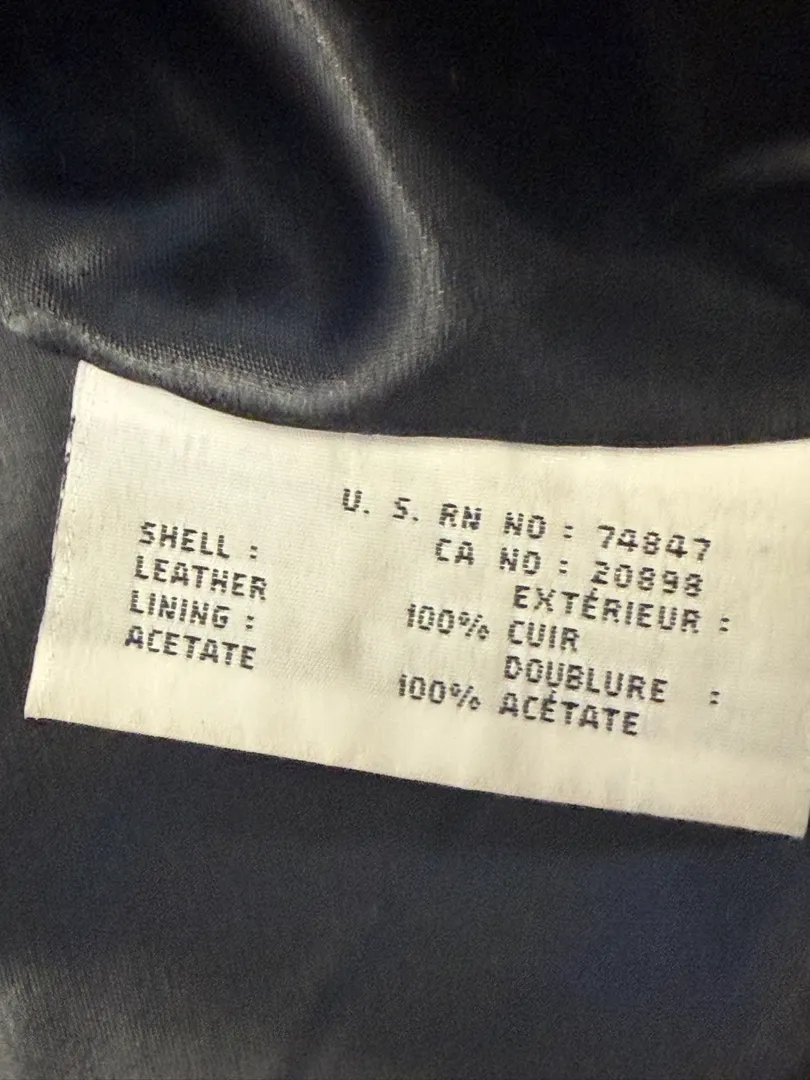 U. S. RN NO : 74847
CA NO : 20898
SHELL : EXTÉRIEUR :
LEATHER 100% CUIR
LINING : DOUBLURE :
ACETATE 100% ACÉTATE